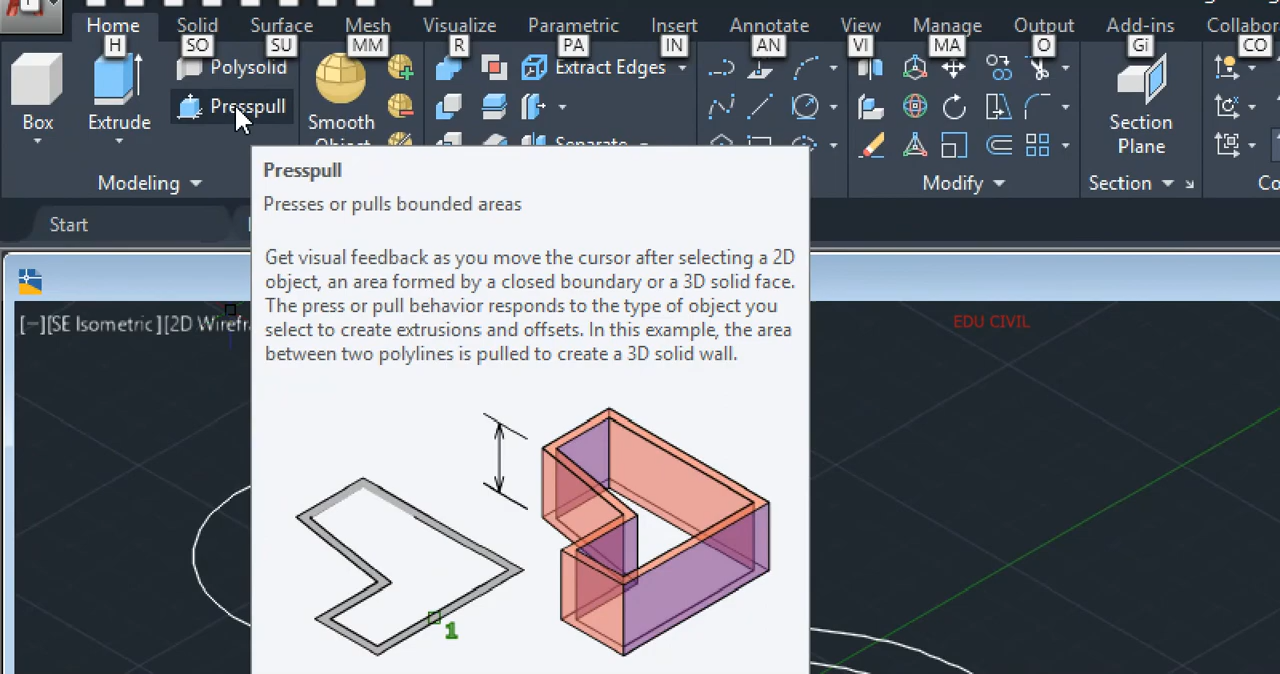 Home Solid Surface Mesh Visualize Parametric Insert Annotate View Manage Output Add-ins Collabor
H SO SU MM R PA IN AN VI MA O GI CO
Polysolid
Extract Edges
Presspull
Box
Extrude
Smooth
Object
Separate
Section
Plane
Modeling
Modify
Section
Co
Start
Presspull
Presses or pulls bounded areas
Get visual feedback as you move the cursor after selecting a 2D
object, an area formed by a closed boundary or a 3D solid face.
The press or pull behavior responds to the type of object you
select to create extrusions and offsets. In this example, the area
between two polylines is pulled to create a 3D solid wall.
[−][SE Isometric][2D Wirefr
EDU CIVIL
1